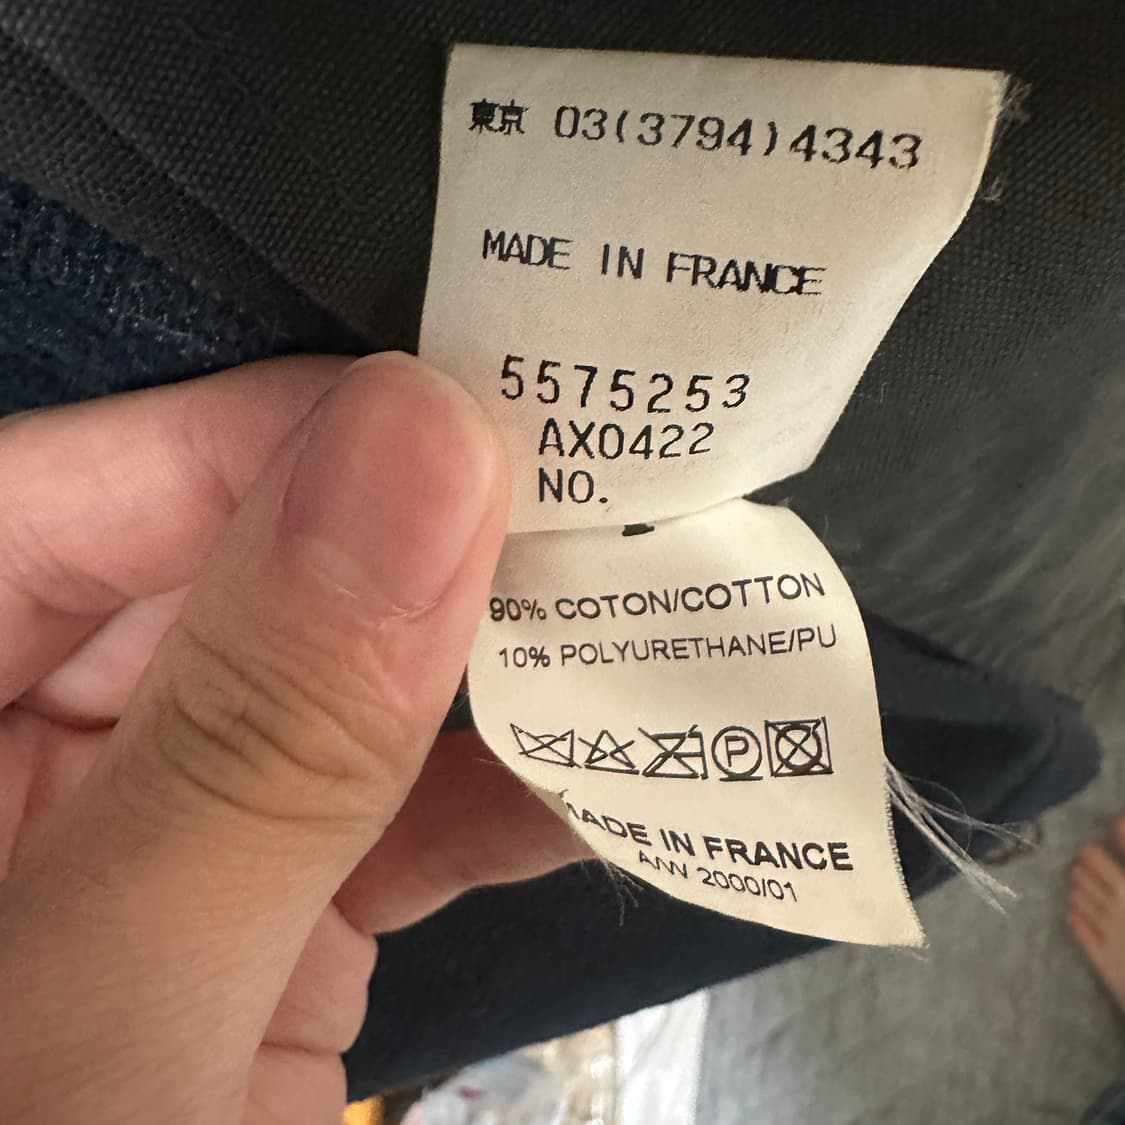 東京 03(3794)4343
MADE IN FRANCE
5575253
AX0422
NO.
90% COTON/COTTON
10% POLYURETHANE/PU
P
MADE IN FRANCE
A/W 2000/01